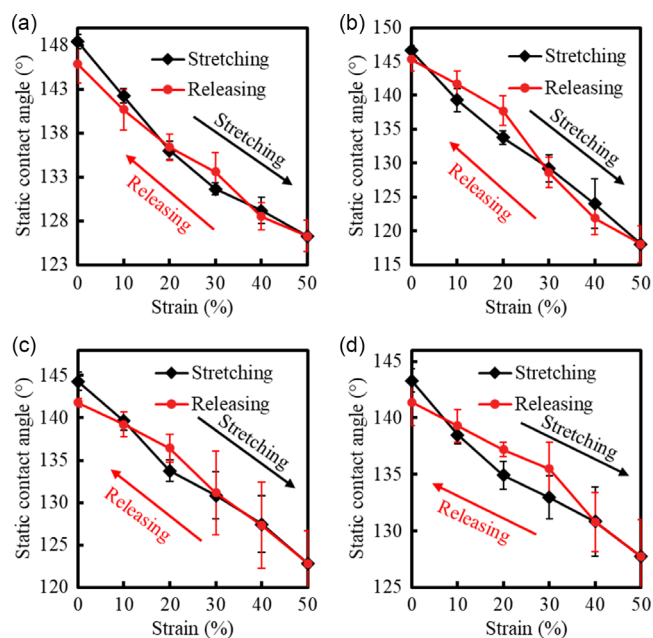 (a)
Static contact angle (°)
148
143
138
133
128
123
Stretching
Releasing
Stretching
Releasing
0 10 20 30 40 50
Strain (%)
(b)
Static contact angle (°)
150
145
140
135
130
125
120
115
Stretching
Releasing
Stretching
Releasing
0 10 20 30 40 50
Strain (%)
(c)
Static contact angle (°)
145
140
135
130
125
120
Stretching
Releasing
Stretching
Releasing
0 10 20 30 40 50
Strain (%)
(d)
Static contact angle (°)
145
140
135
130
125
Stretching
Releasing
Stretching
Releasing
0 10 20 30 40 50
Strain (%)